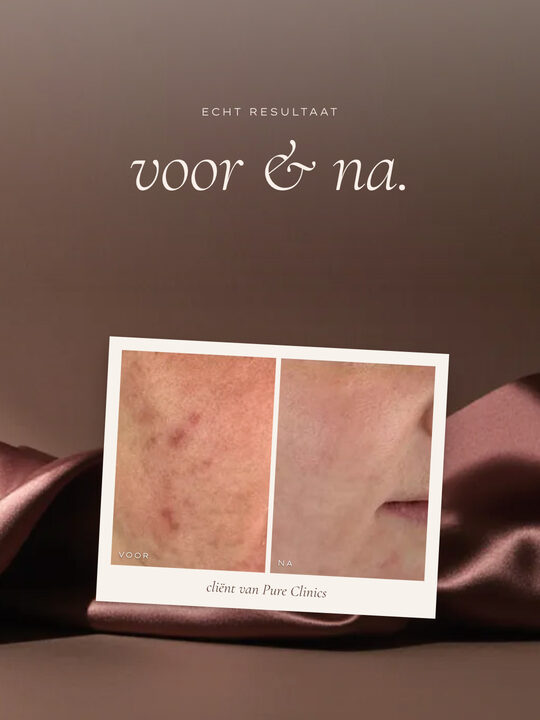 ECHT RESULTAAT
voor & na.
VOOR
NA
cliënt van Pure Clinics